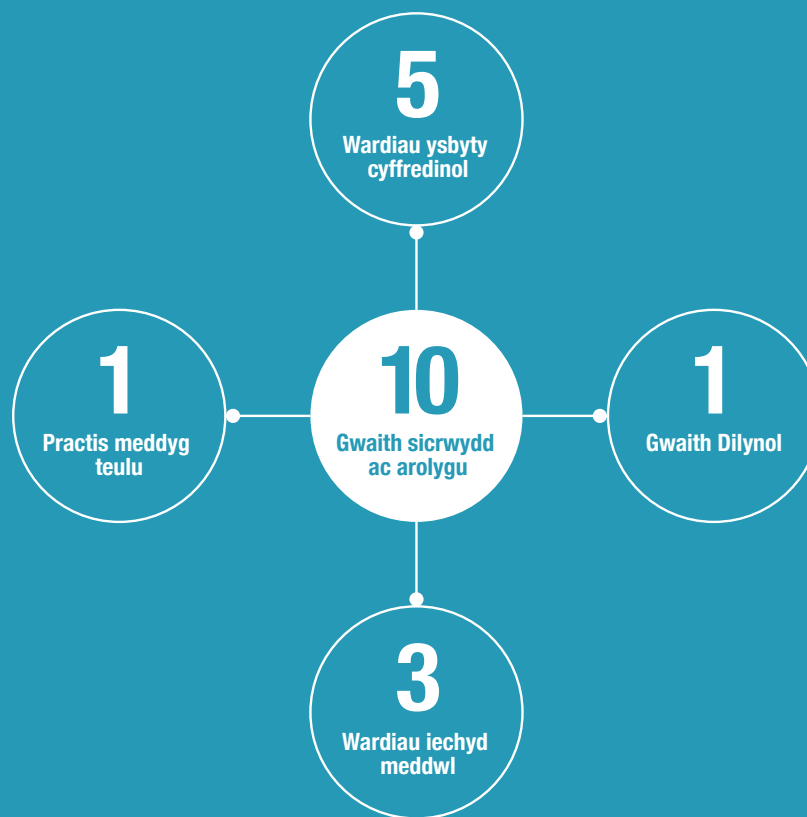 5
Wardiau ysbyty
cyffredinol
1
Practis meddyg
teulu
10
Gwaith sicrwydd
ac arolygu
1
Gwaith Dilynol
3
Wardiau iechyd
meddwl